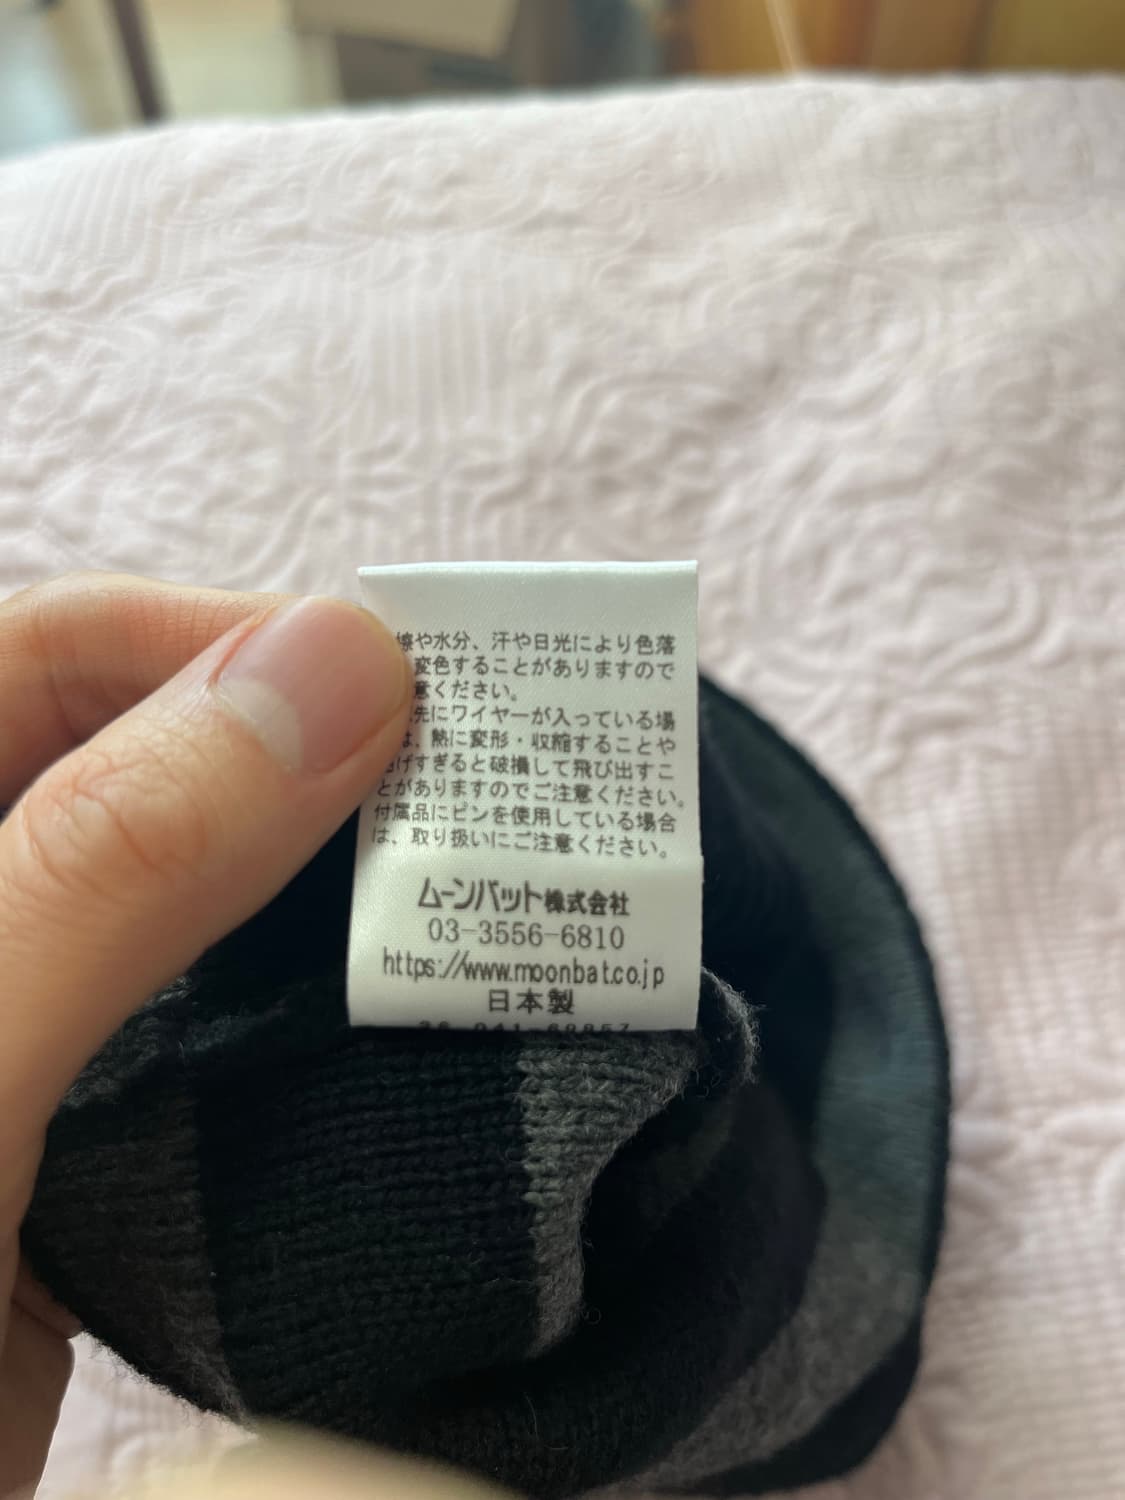 擦や水分、汗や日光により色落
変色することがありますので
意ください。
先にワイヤーが入っている場
は、熱に変形・収縮することや
げすぎると破損して飛び出すこ
とがありますのでご注意ください。
付属品にピンを使用している場合
は、取り扱いにご注意ください。
ムーンバット株式会社
03-3556-6810
https://www.moonbat.co.jp
日本製